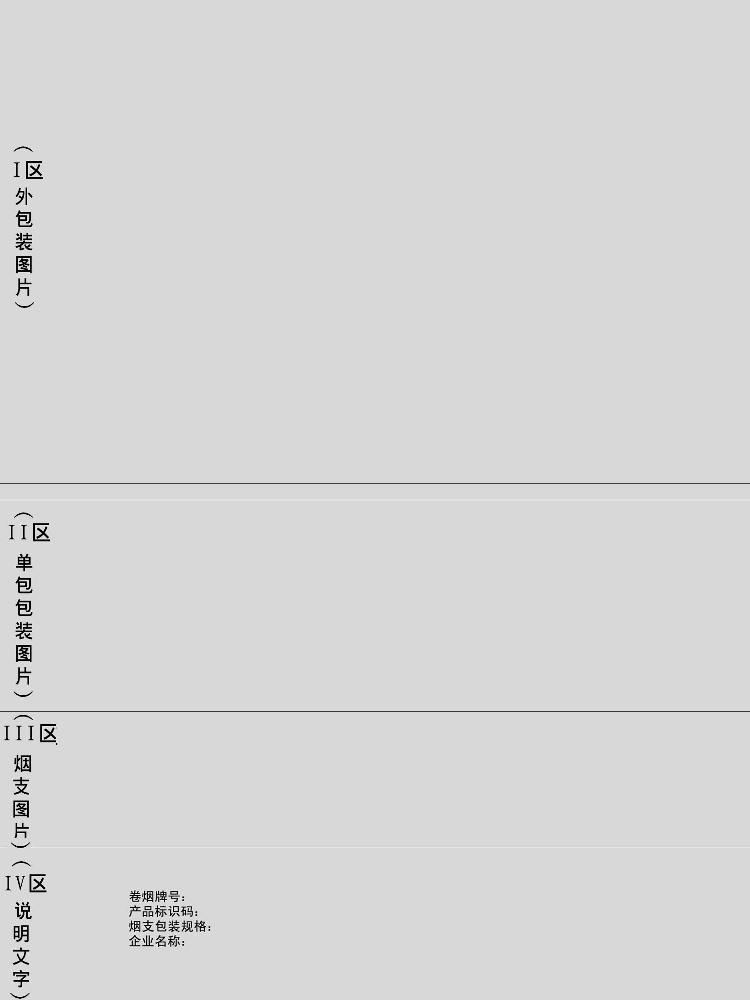 （
I区
外
包
装
图
片
）
（
II区
单
包
包
装
图
片
）
（
III区
烟
支
图
片
）
（
IV区
说
明
文
字
）
卷烟牌号：
产品标识码：
烟支包装规格：
企业名称：